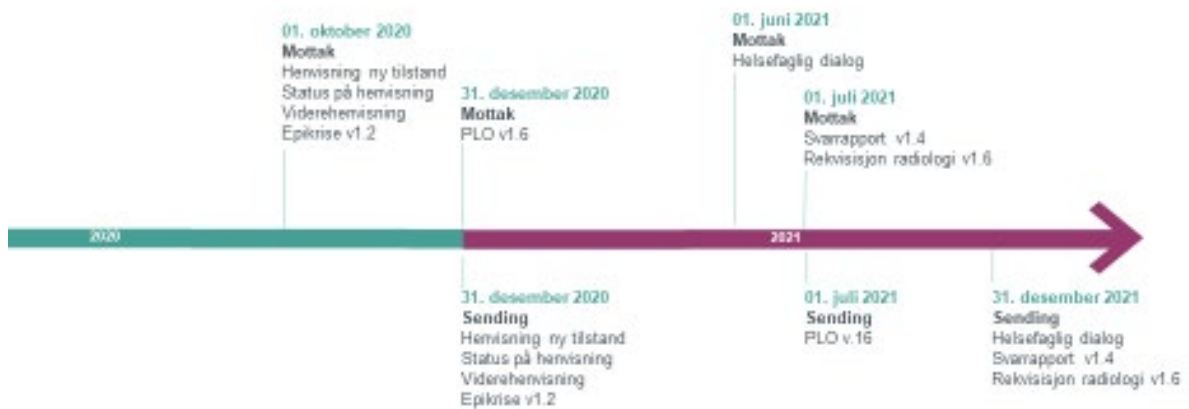 01. oktober 2020
Mottak
Henvisning ny tilstand
Status på henvisning
Viderehenvisning
Epikrise v1.2
31. desember 2020
Mottak
PLO v1.6
01. juni 2021
Mottak
Helsefaglig dialog
01. juli 2021
Mottak
Svarrapport v1.4
Rekvisisjon radiologi v1.6
2020
2021
31. desember 2020
Sending
Henvisning ny tilstand
Status på henvisning
Viderehenvisning
Epikrise v1.2
01. juli 2021
Sending
PLO v.16
31. desember 2021
Sending
Helsefaglig dialog
Svarrapport v1.4
Rekvisisjon radiologi v1.6